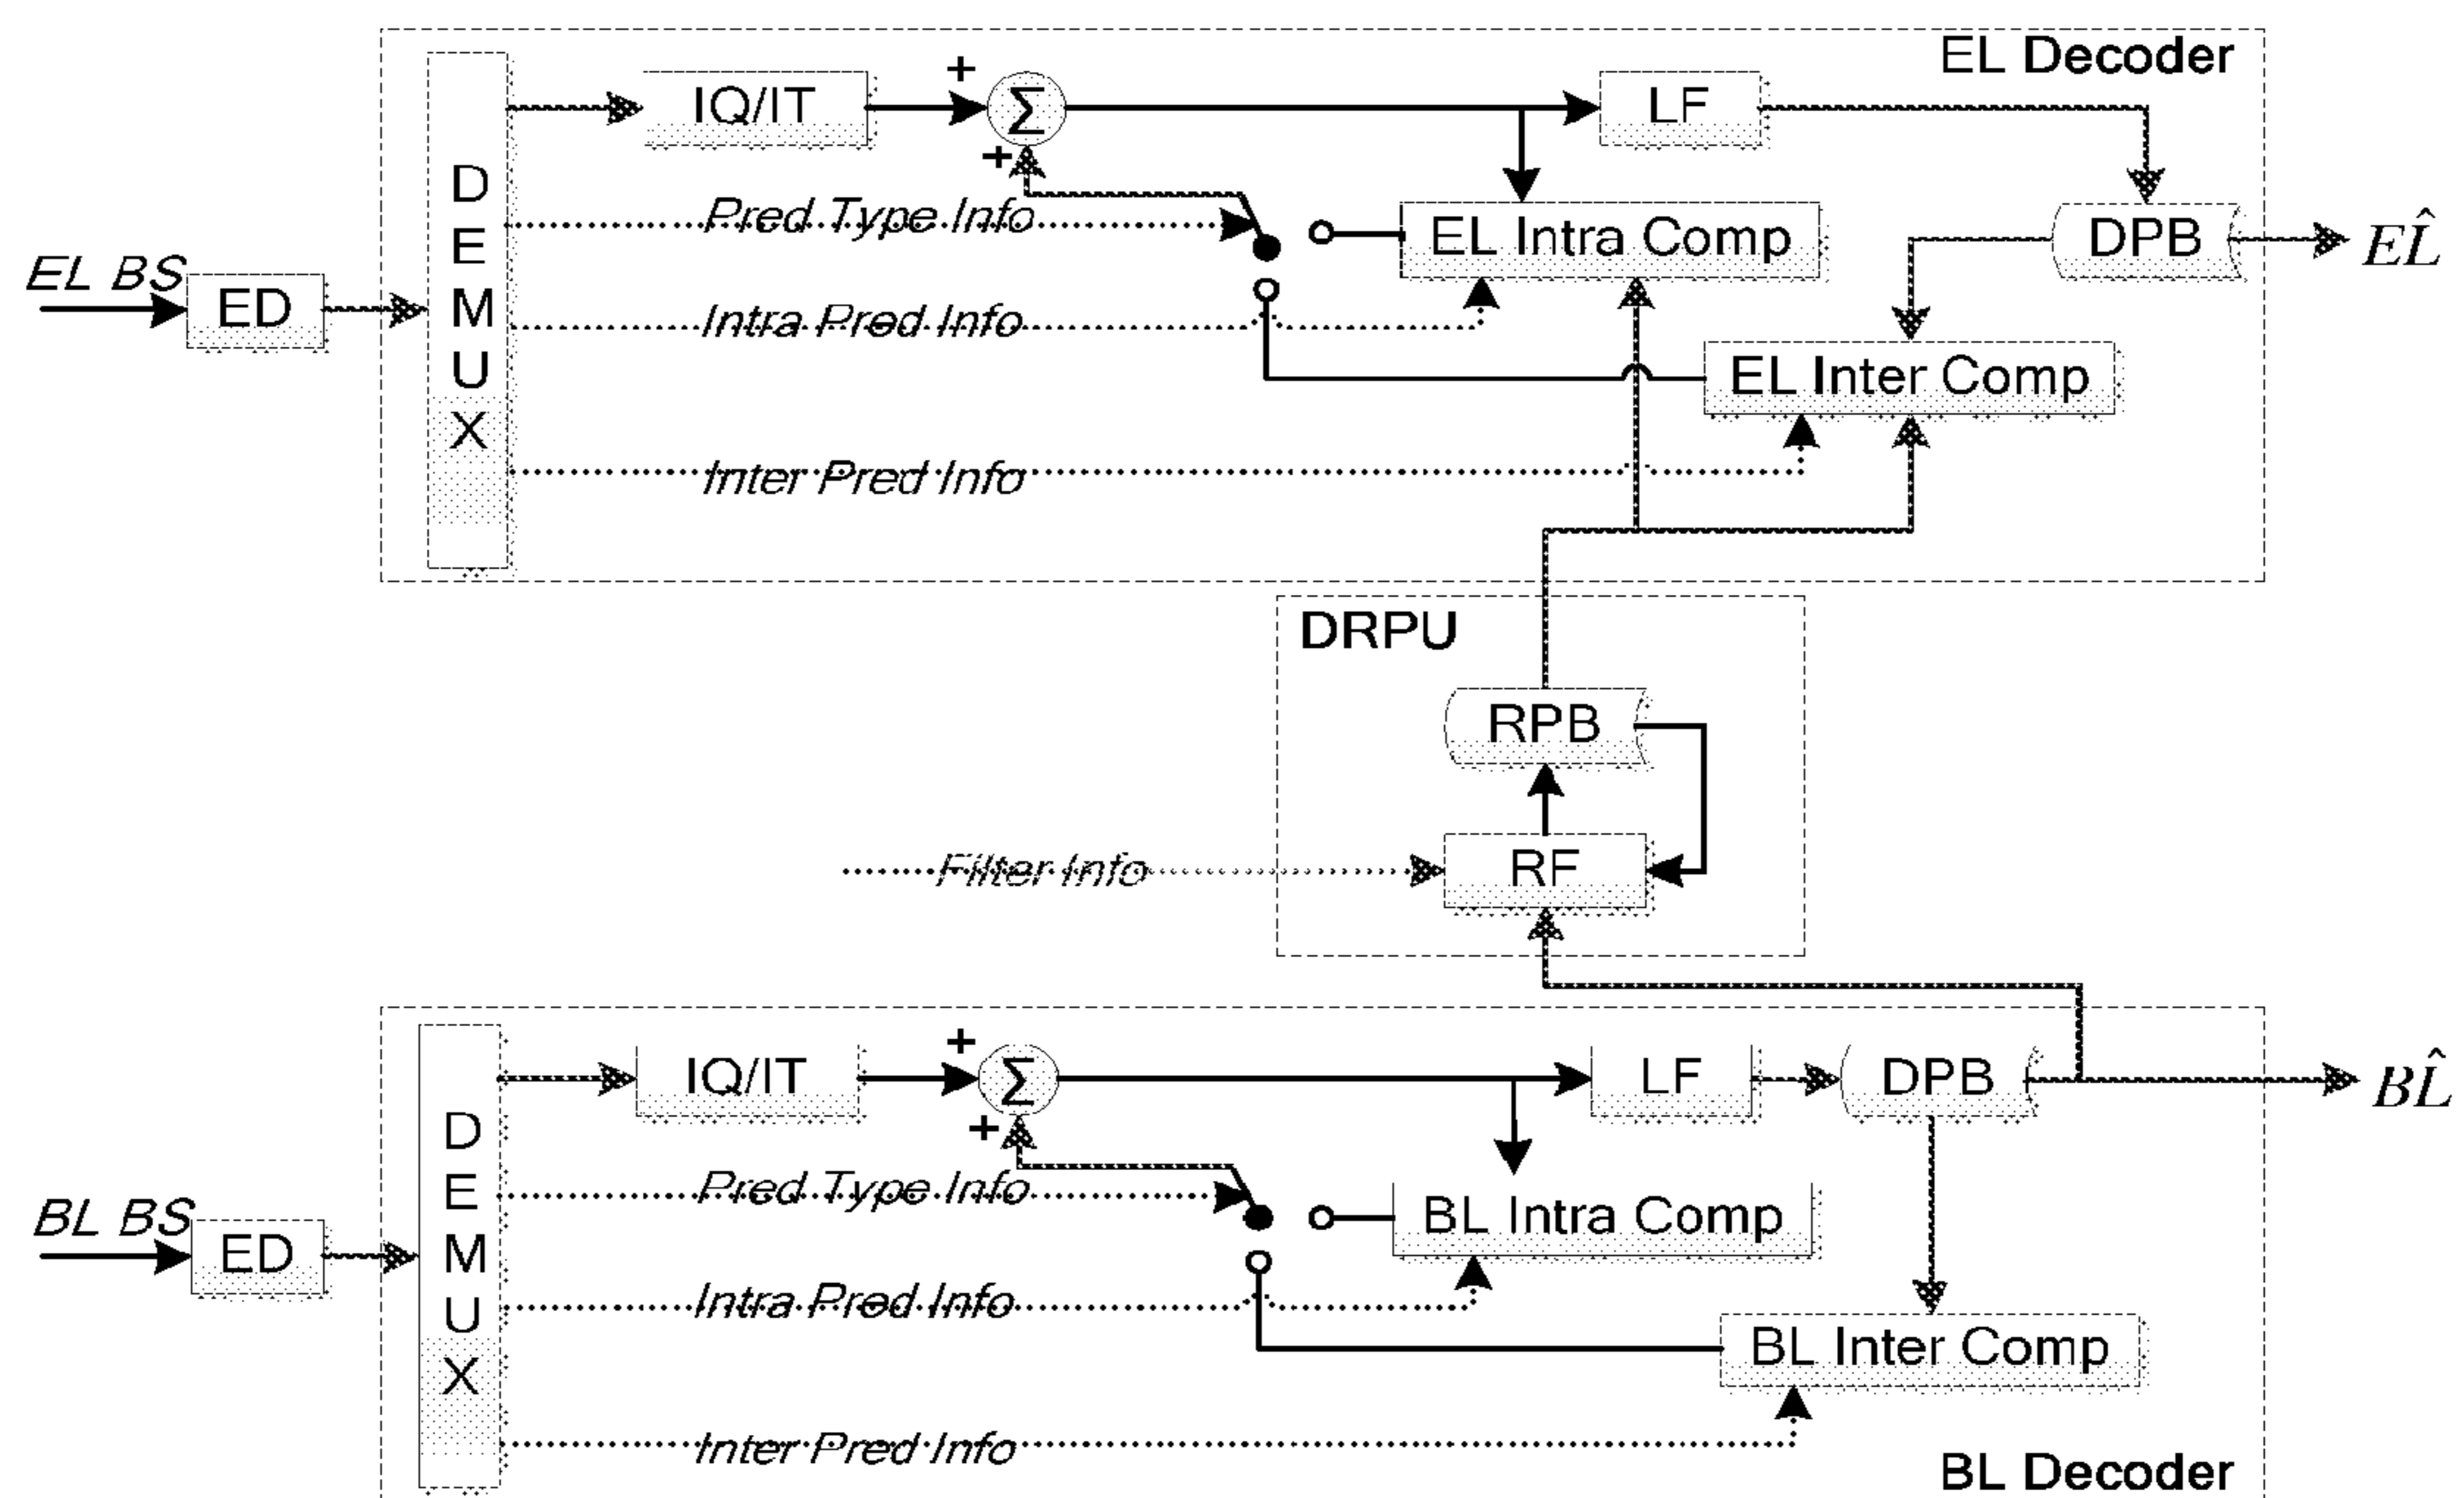 EL Decoder
IQ/IT
+
Σ
+
LF
DEMUX
Pred Type Info
EL Intra Comp
DPB
EL^
EL BS
ED
Intra Pred Info
EL Inter Comp
Inter Pred Info
DRPU
RPB
Filter Info
RF
IQ/IT
+
Σ
+
LF
DPB
BL^
DEMUX
Pred Type Info
BL Intra Comp
BL BS
ED
Intra Pred Info
BL Inter Comp
Inter Pred Info
BL Decoder